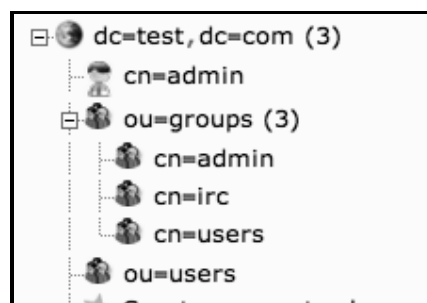 dc=test,dc=com (3)
cn=admin
ou=groups (3)
cn=admin
cn=irc
cn=users
ou=users